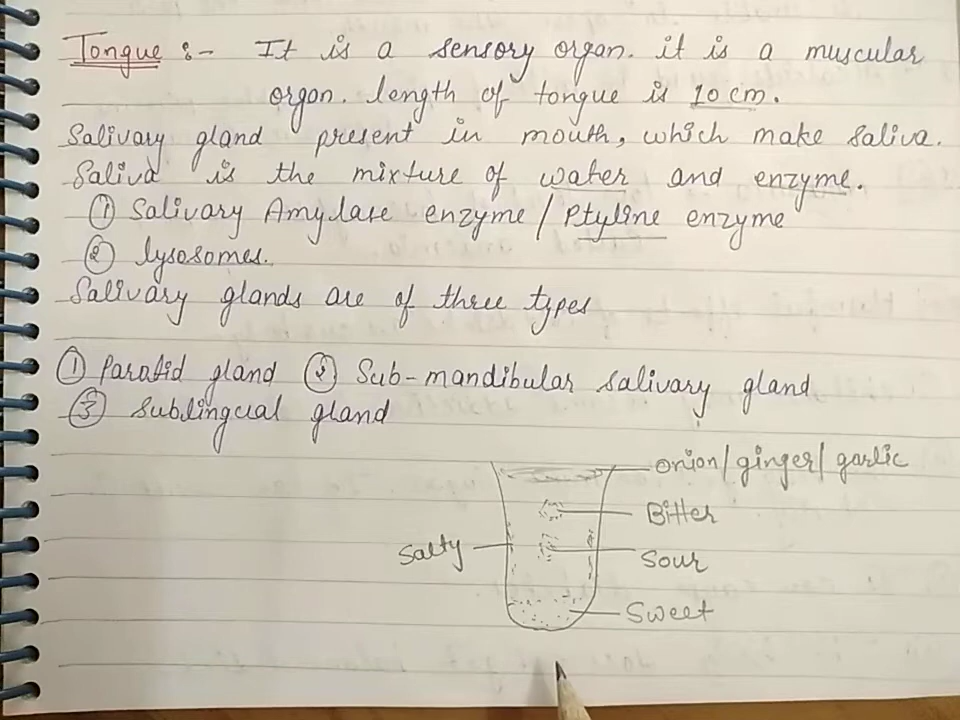 Tongue :- It is a sensory organ. it is a muscular
organ. length of tongue is 10 cm.
Salivary gland present in mouth, which make saliva.
Saliva is the mixture of water and enzyme.
① Salivary Amylase enzyme / Ptyline enzyme
② lysosomes.
Salivary glands are of three types
① Parotid gland ② Sub-mandibular salivary gland
③ Sublingual gland
onion/ginger/garlic
Bitter
Salty
Sour
Sweet